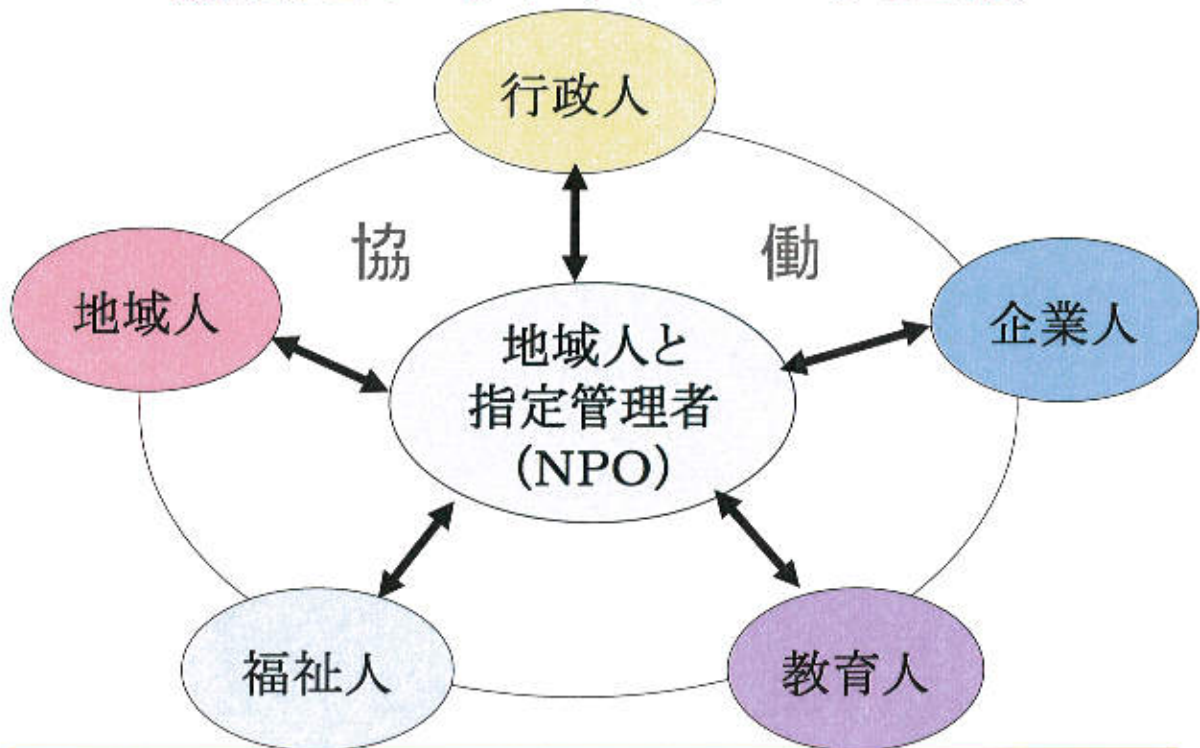 行政人
協 働
地域人
企業人
地域人と
指定管理者
（NPO）
福祉人
教育人